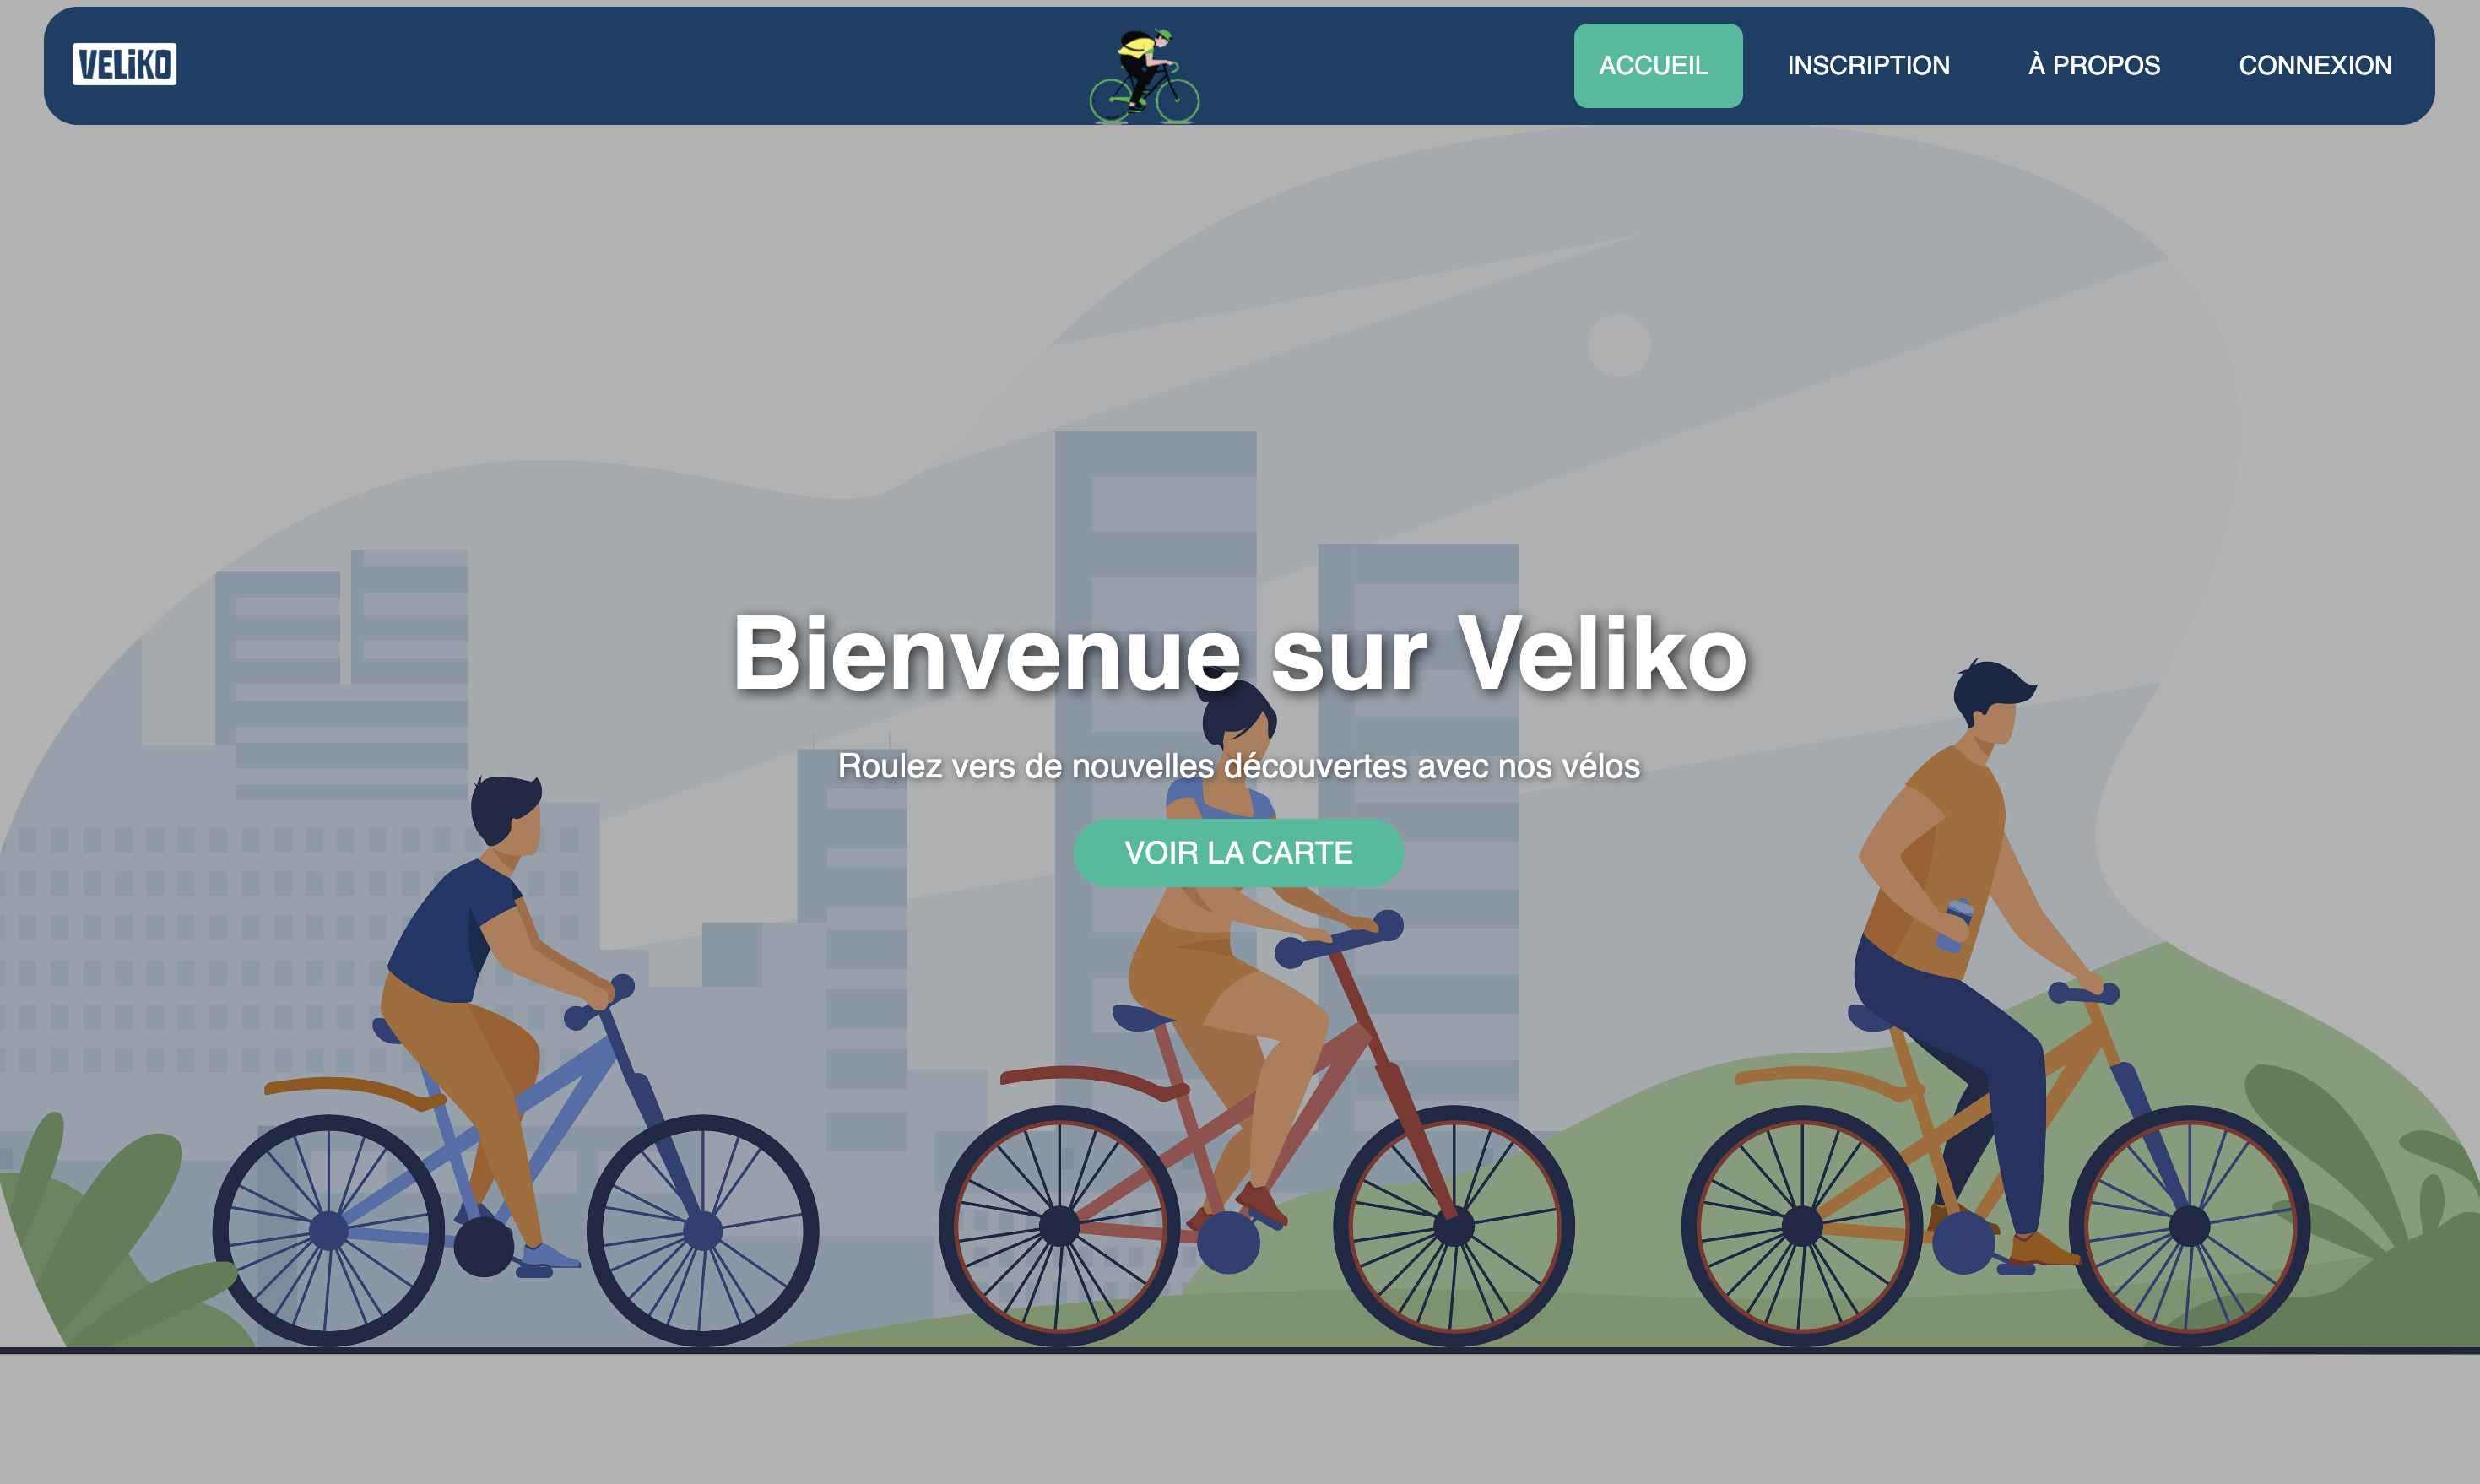 VELiKO
ACCUEIL
INSCRIPTION
À PROPOS
CONNEXION
Bienvenue sur Veliko
Roulez vers de nouvelles découvertes avec nos vélos
VOIR LA CARTE